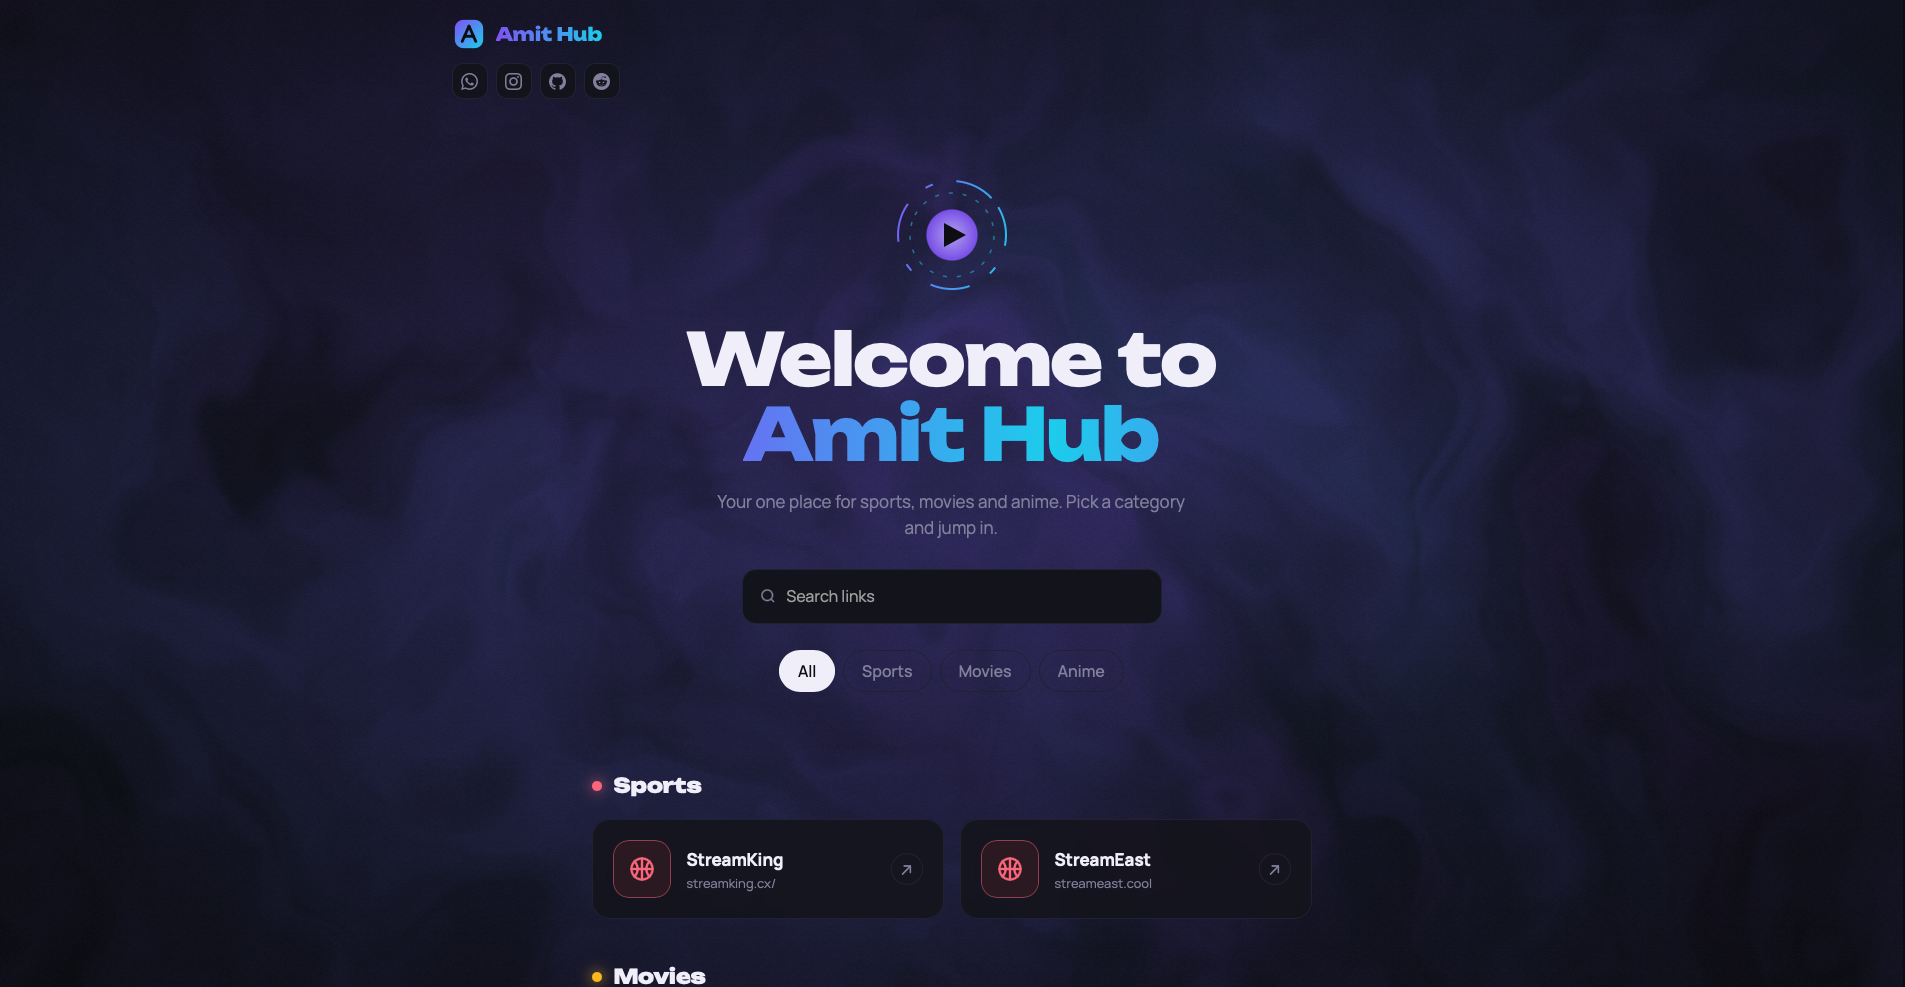 Amit Hub
Welcome to
Amit Hub
Your one place for sports, movies and anime. Pick a category
and jump in.
Search links
All Sports Movies Anime
Sports
StreamKing
streamking.cx/
StreamEast
streameast.cool
Movies